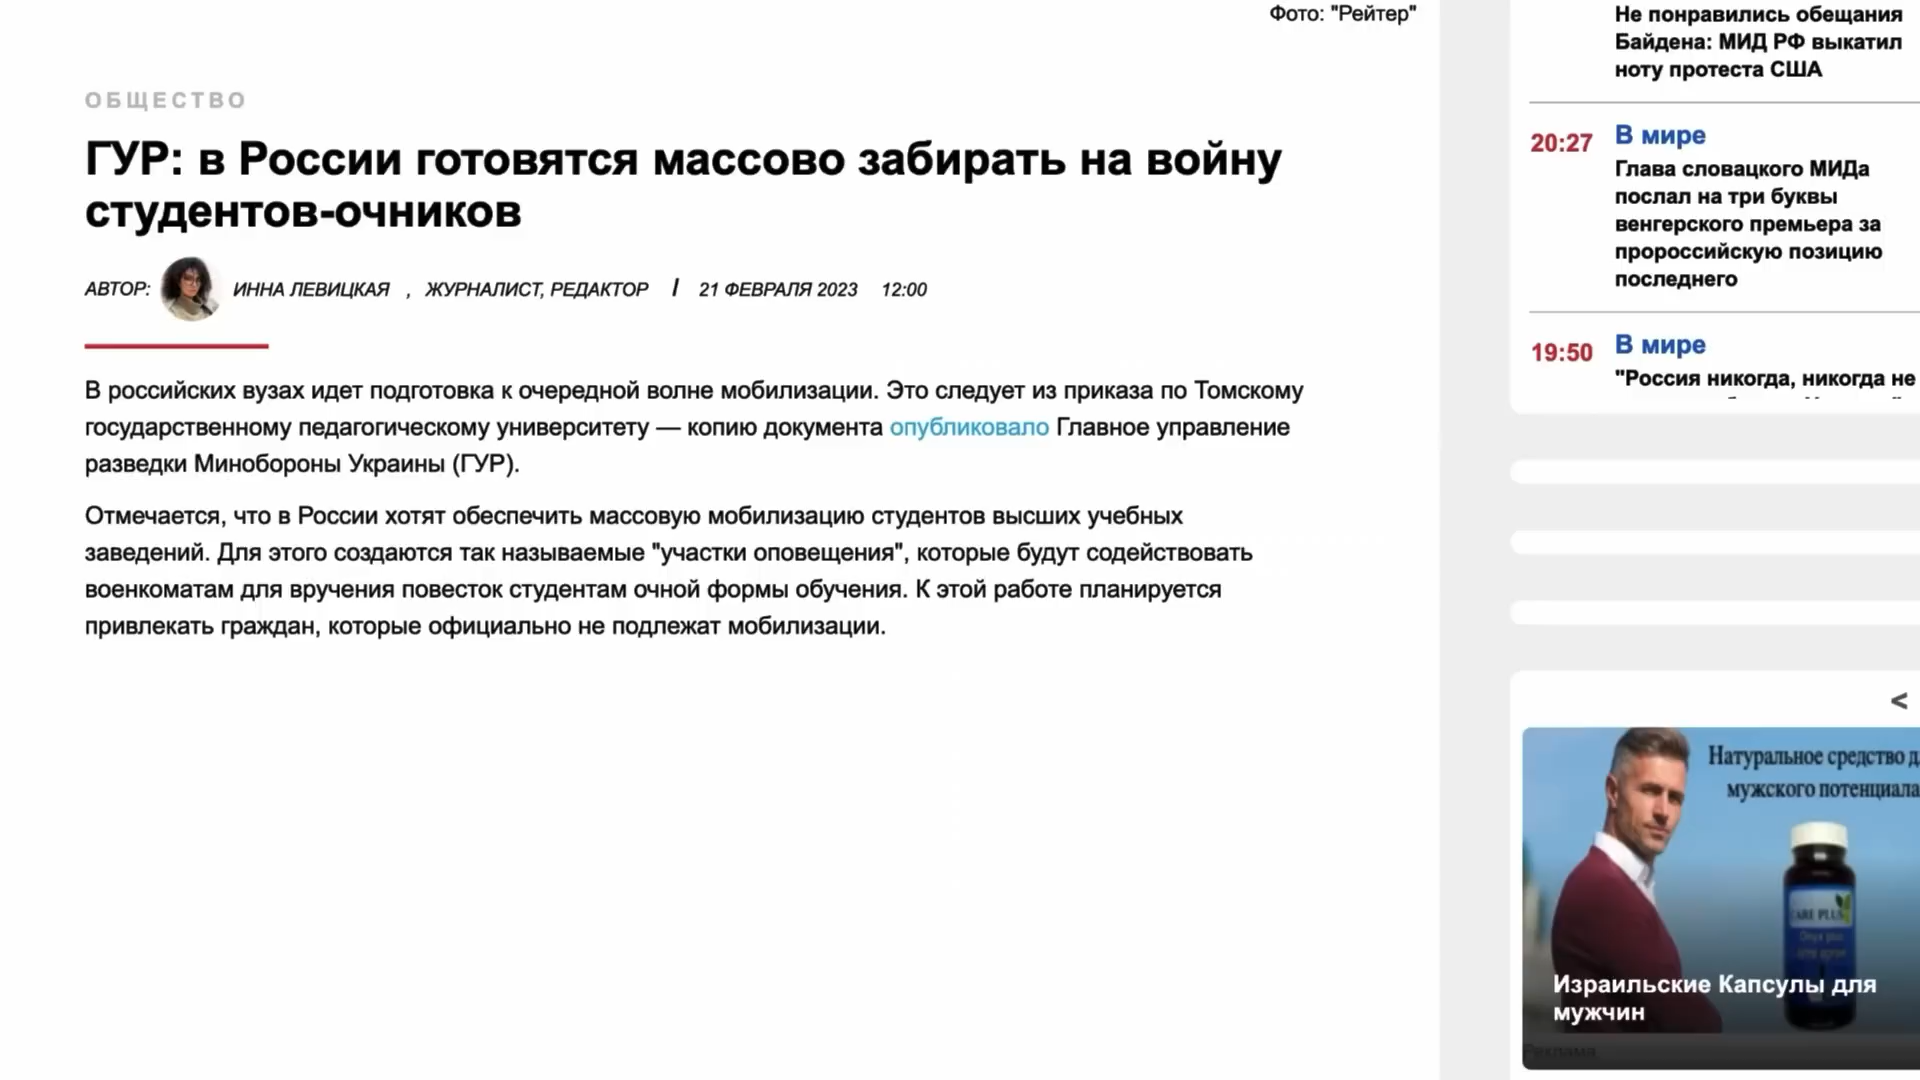 Фото: "Рейтер"
ОБЩЕСТВО
ГУР: в России готовятся массово забирать на войну
студентов-очников
АВТОР: ИННА ЛЕВИЦКАЯ , ЖУРНАЛИСТ, РЕДАКТОР / 21 ФЕВРАЛЯ 2023 12:00
В российских вузах идет подготовка к очередной волне мобилизации. Это следует из приказа по Томскому
государственному педагогическому университету — копию документа опубликовало Главное управление
разведки Минобороны Украины (ГУР).
Отмечается, что в России хотят обеспечить массовую мобилизацию студентов высших учебных
заведений. Для этого создаются так называемые "участки оповещения", которые будут содействовать
военкоматам для вручения повесток студентам очной формы обучения. К этой работе планируется
привлекать граждан, которые официально не подлежат мобилизации.
Не понравились обещания
Байдена: МИД РФ выкатил
ноту протеста США
20:27 В мире
Глава словацкого МИДа
послал на три буквы
венгерского премьера за
пророссийскую позицию
последнего
19:50 В мире
"Россия никогда, никогда не
<
Натуральное средство д
мужского потенциала
CARE PLUS
Израильские Капсулы для
мужчин
Реклама